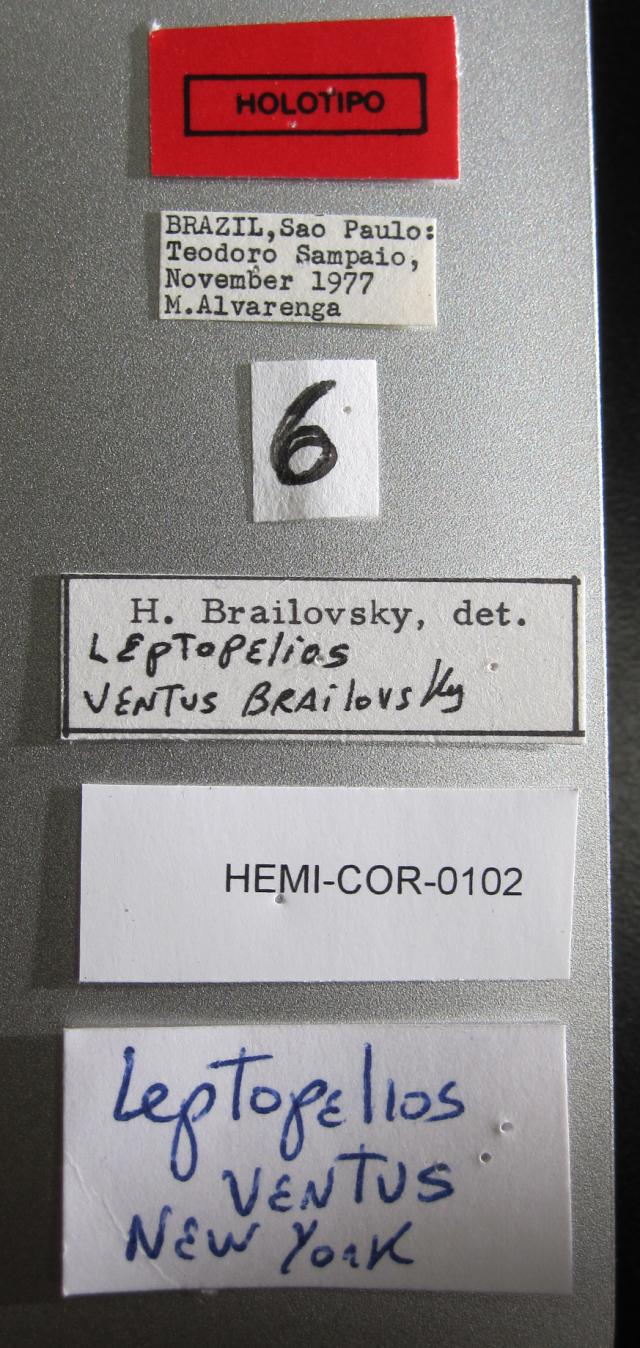 HOLOTIPO
BRAZIL,Sao Paulo:
Teodoro Sampaio,
November 1977
M.Alvarenga
6
H. Brailovsky, det.
LEpTopElios
VENTUS BRAilovsky
HEMI-COR-0102
Leptopelios
VENTUS
NEW York